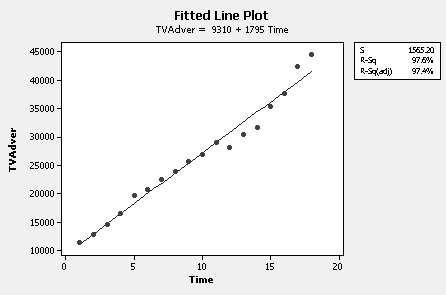 Fitted Line Plot
TVAdver = 9310 + 1795 Time
S 1565.20
R-Sq 97.6%
R-Sq(adj) 97.4%
TVAdver
45000
40000
35000
30000
25000
20000
15000
10000
0 5 10 15 20
Time